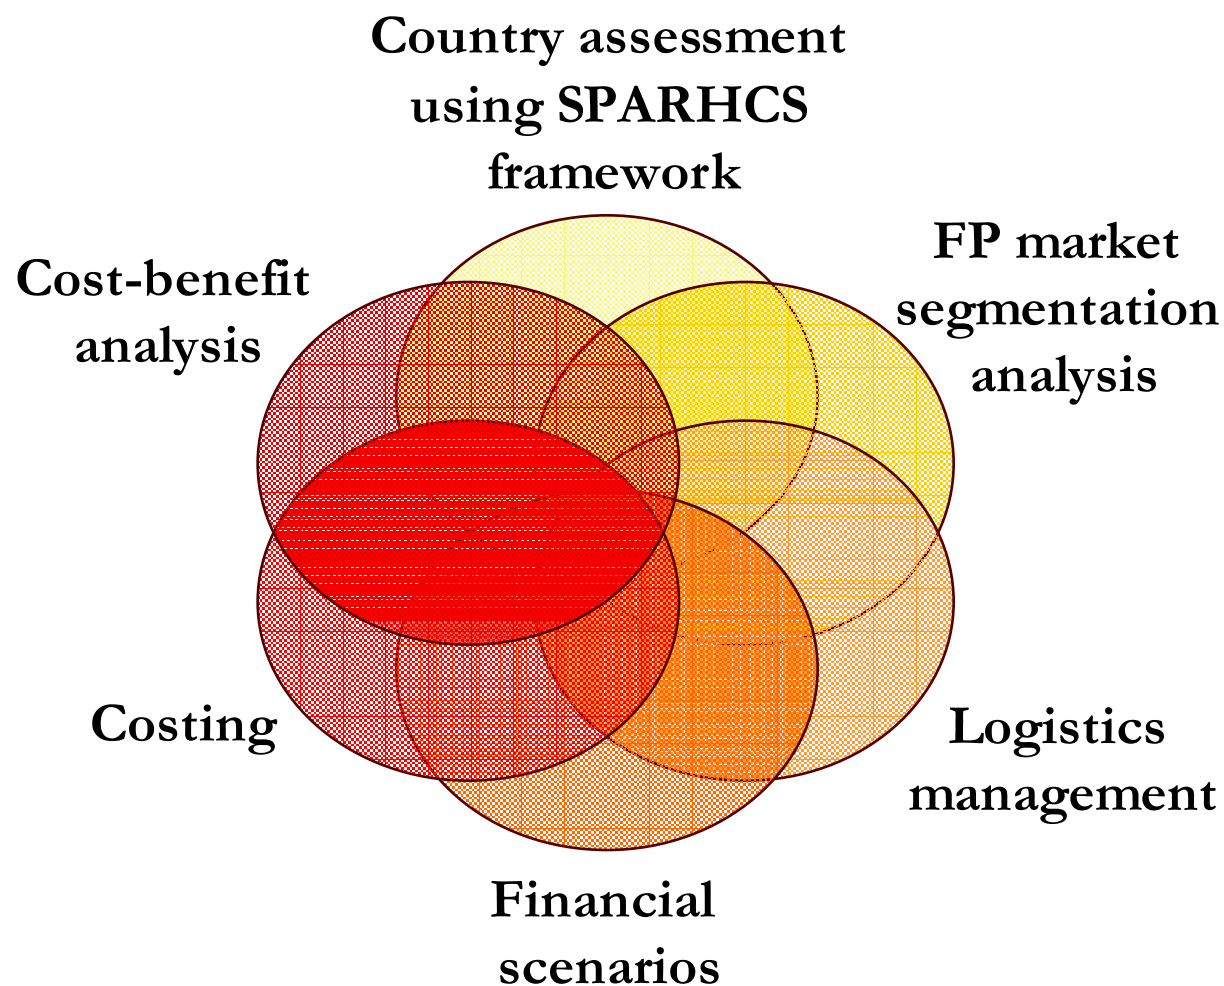 Country assessment
using SPARHCS
framework
FP market
segmentation
analysis
Cost-benefit
analysis
Costing
Logistics
management
Financial
scenarios